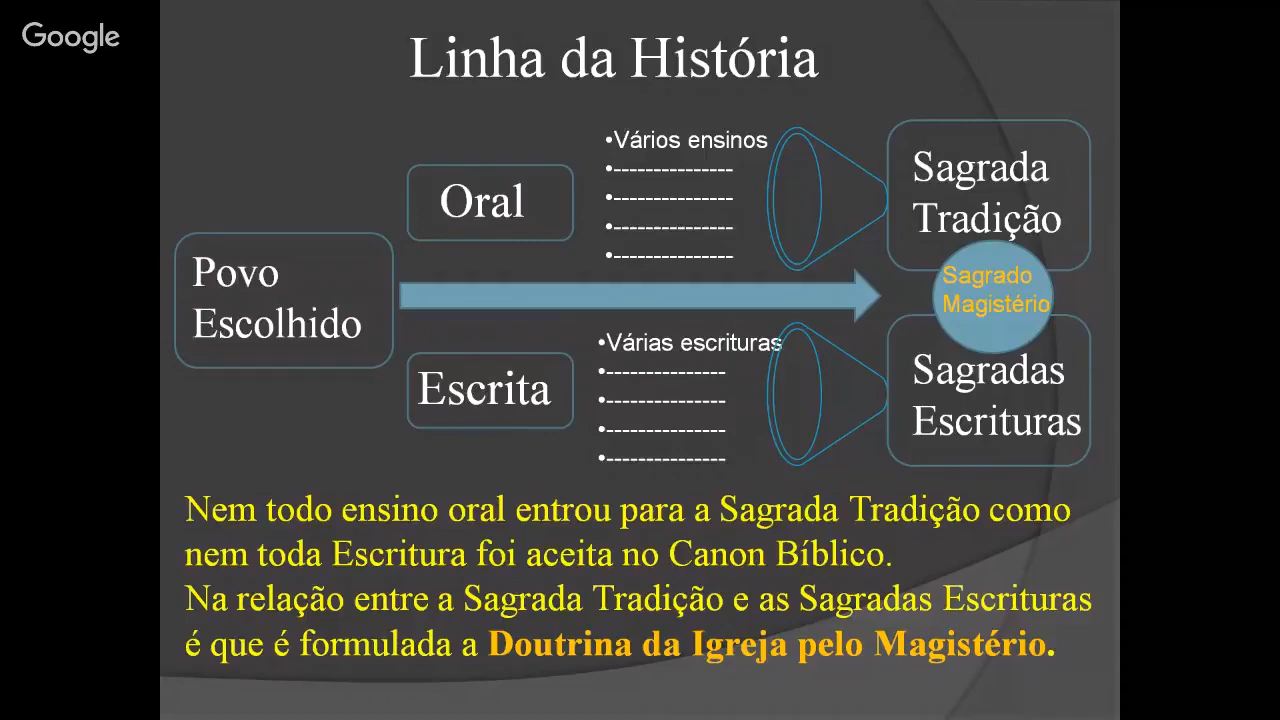 Google
Linha da História
•Vários ensinos
•---------------
•---------------
•---------------
•---------------
Oral
Sagrada
Tradição
Povo
Escolhido
Sagrado
Magistério
•Várias escrituras
•---------------
•---------------
•---------------
•---------------
Escrita
Sagradas
Escrituras
Nem todo ensino oral entrou para a Sagrada Tradição como
nem toda Escritura foi aceita no Canon Bíblico.
Na relação entre a Sagrada Tradição e as Sagradas Escrituras
é que é formulada a Doutrina da Igreja pelo Magistério.